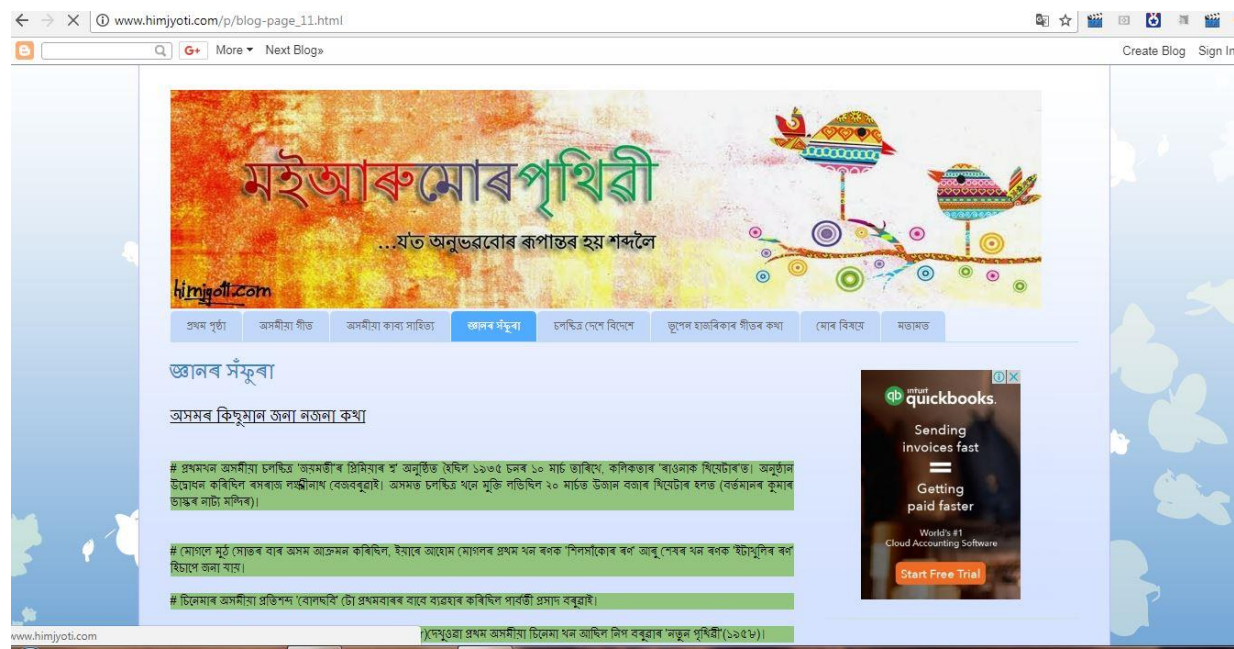 www.himjyoti.com/p/blog-page_11.html
G+ More Next Blog» Create Blog Sign In
মইআৰুমোৰপৃথিৱী
...য'ত অনুভৱবোৰ ৰূপান্তৰ হয় শব্দলৈ
himjyoti.com
প্ৰথম পৃষ্ঠা অসমীয়া গীত অসমীয়া কাব্য সাহিত্য জ্ঞানৰ সঁফুৰা চলচ্চিত্ৰ দেশে বিদেশে ভূপেন হাজৰিকাৰ গীতৰ কথা মোৰ বিষয়ে মতামত
জ্ঞানৰ সঁফুৰা
অসমৰ কিছুমান জনা নজনা কথা
# প্ৰথমখন অসমীয়া চলচ্চিত্ৰ 'জয়মতী'ৰ প্ৰিমিয়াৰ শ্ব' অনুষ্ঠিত হৈছিল ১৯৩৫ চনৰ ১০ মাৰ্চ তাৰিখে, কলিকতাৰ 'ৰাওনাক থিয়েটাৰ'ত। অনুষ্ঠান
উদ্বোধন কৰিছিল ৰসৰাজ লক্ষ্মীনাথ বেজবৰুৱাই। অসমত চলচ্চিত্ৰ খনে মুক্তি লভিছিল ২০ মাৰ্চত উজান বজাৰ থিয়েটাৰ হলত (বৰ্তমানৰ কুমাৰ
ভাস্কৰ নাট্য মন্দিৰ)।
# মোগলে মুঠ সোতৰ বাৰ অসম আক্ৰমন কৰিছিল, ইয়াৰে আহোম মোগলৰ প্ৰথম খন ৰণক 'শিলসাঁকোৰ ৰণ' আৰু শেষৰ খন ৰণক 'ইটাখুলিৰ ৰণ'
হিচাপে জনা যায়।
# চিনেমাৰ অসমীয়া প্ৰতিশব্দ 'বোলছবি' টো প্ৰথমবাৰৰ বাবে ব্যৱহাৰ কৰিছিল পাৰ্বতী প্ৰসাদ বৰুৱাই।
)দেখুওৱা প্ৰথম অসমীয়া চিনেমা খন আছিল নিপ বৰুৱাৰ 'নতুন পৃথিৱী'(১৯৫৮)।
www.himjyoti.com
intuit
qb quickbooks.
Sending
invoices fast
=
Getting
paid faster
World's #1
Cloud Accounting Software
Start Free Trial